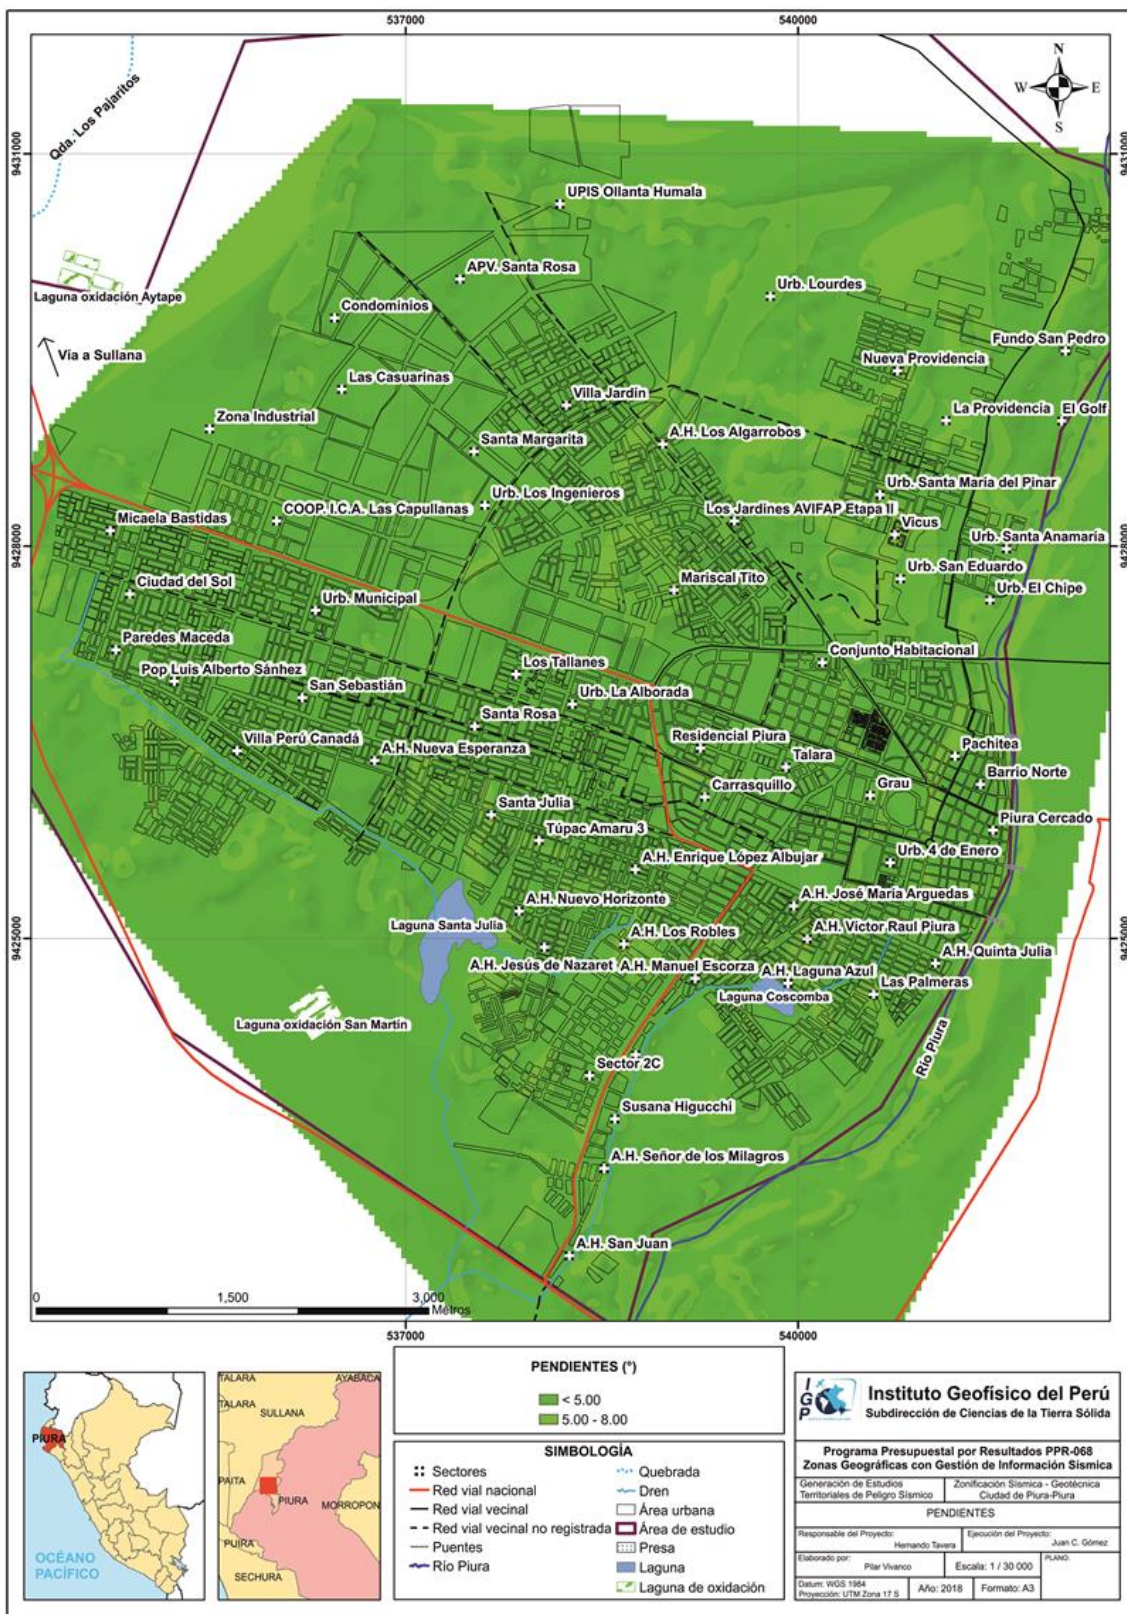 537000
540000
N
W
E
S
9431000
9431000
Qda. Los Pajaritos
UPIS Ollanta Humala
APV. Santa Rosa
Urb. Lourdes
Laguna oxidación Aytape
Condominios
Fundo San Pedro
Vía a Sullana
Nueva Providencia
Las Casuarinas
Villa Jardín
La Providencia
El Golf
Zona Industrial
Santa Margarita
A.H. Los Algarrobos
Urb. Los Ingenieros
Urb. Santa María del Pinar
COOP. I.C.A. Las Capullanas
Los Jardines AVIFAP Etapa II
Micaela Bastidas
Vicus
Urb. Santa Anamaría
9428000
9428000
Ciudad del Sol
Mariscal Tito
Urb. San Eduardo
Urb. El Chipe
Urb. Municipal
Paredes Maceda
Conjunto Habitacional
Pop Luis Alberto Sánhez
Los Tallanes
San Sebastián
Urb. La Alborada
Santa Rosa
Villa Perú Canadá
A.H. Nueva Esperanza
Residencial Piura
Talara
Pachitea
Carrasquillo
Grau
Barrio Norte
Santa Julia
Túpac Amaru 3
Piura Cercado
A.H. Enrique López Albujar
Urb. 4 de Enero
A.H. Nuevo Horizonte
A.H. José María Arguedas
Laguna Santa Julia
A.H. Los Robles
A.H. Víctor Raul Piura
9425000
9425000
A.H. Jesús de Nazaret
A.H. Manuel Escorza
A.H. Quinta Julia
A.H. Laguna Azul
Las Palmeras
Laguna Coscomba
Laguna oxidación San Martín
Río Piura
Sector 2C
Susana Higucchi
A.H. Señor de los Milagros
A.H. San Juan
0
1,500
3,000
Métros
537000
540000
PIURA
OCÉANO
PACÍFICO
TALARA
AYABACA
TALARA
SULLANA
PAITA
PIURA
MORROPON
PUIRA
SECHURA
PENDIENTES (°)
< 5.00
5.00 - 8.00
SIMBOLOGÍA
Sectores
Red vial nacional
Red vial vecinal
Red vial vecinal no registrada
Puentes
Río Piura
Quebrada
Dren
Área urbana
Área de estudio
Presa
Laguna
Laguna de oxidación
IGP
Instituto Geofísico del Perú
Subdirección de Ciencias de la Tierra Sólida
Programa Presupuestal por Resultados PPR-068
Zonas Geográficas con Gestión de Información Sísmica
Generación de Estudios
Territoriales de Peligro Sísmico
Zonificación Sísmica - Geotécnica
Ciudad de Piura-Piura
PENDIENTES
Responsable del Proyecto:
Hernando Tavera
Ejecución del Proyecto:
Juan C. Gómez
Elaborado por:
Pilar Vivanco
Escala: 1 / 30 000
PLANO:
Datum: WGS 1984
Proyección: UTM Zona 17 S
Año: 2018
Formato: A3